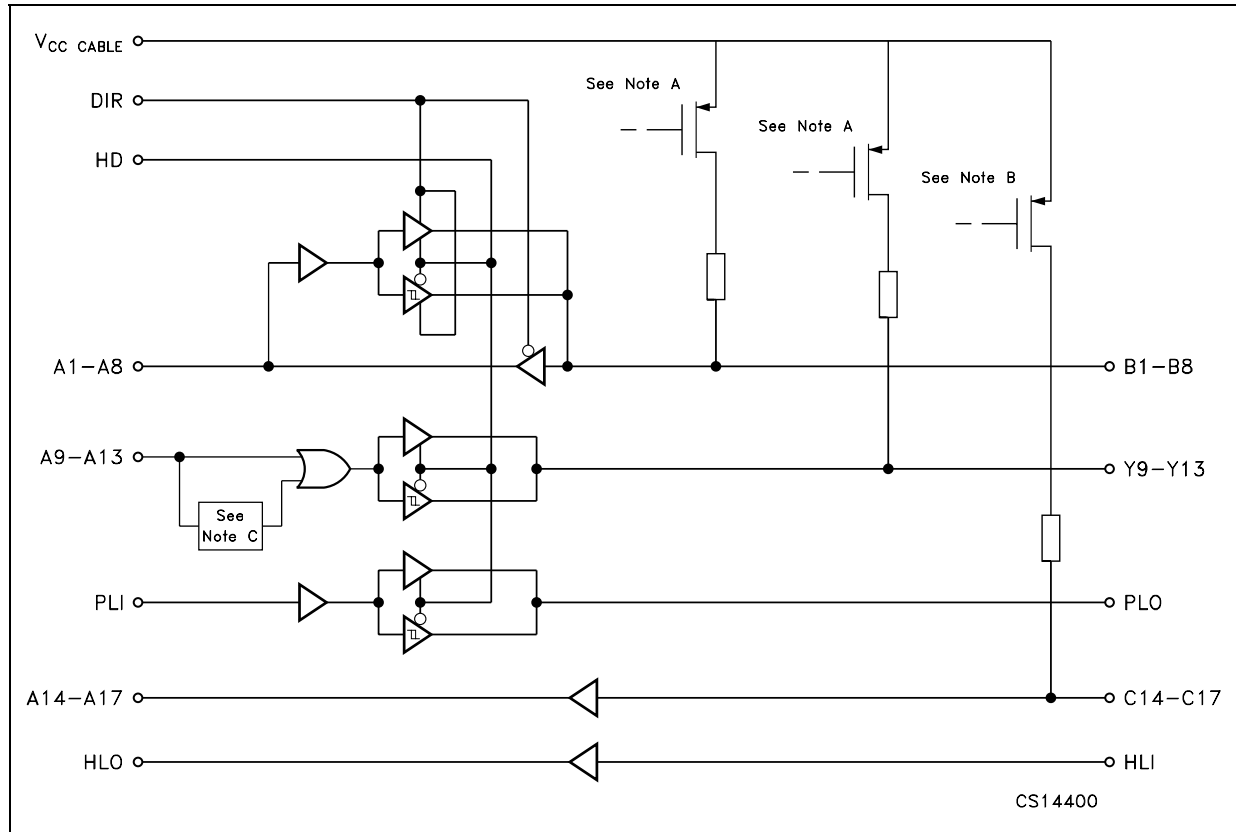 VCC CABLE
DIR
HD
See Note A
See Note A
See Note B
A1-A8
B1-B8
A9-A13
Y9-Y13
See
Note C
PLI
PLO
A14-A17
C14-C17
HLO
HLI
CS14400